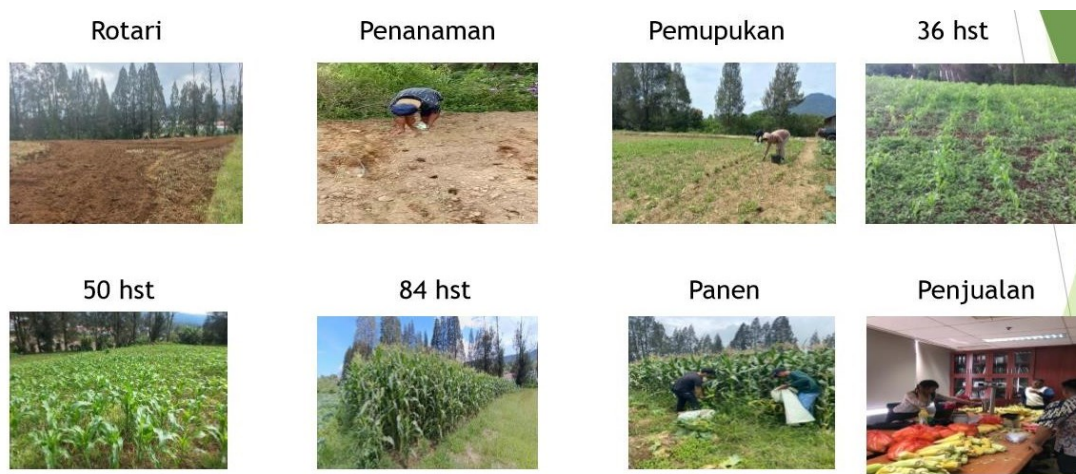 Rotari
Penanaman
Pemupukan
36 hst
50 hst
84 hst
Panen
Penjualan